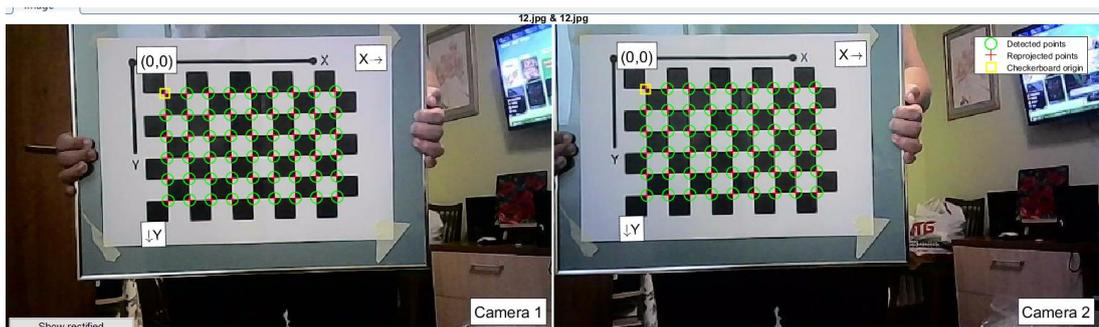 Image
12.jpg & 12.jpg
(0,0)
X
X→
Y
↓Y
Camera 1
Show rectified
(0,0)
X
X→
Y
↓Y
Detected points
Reprojected points
Checkerboard origin
TG
Camera 2